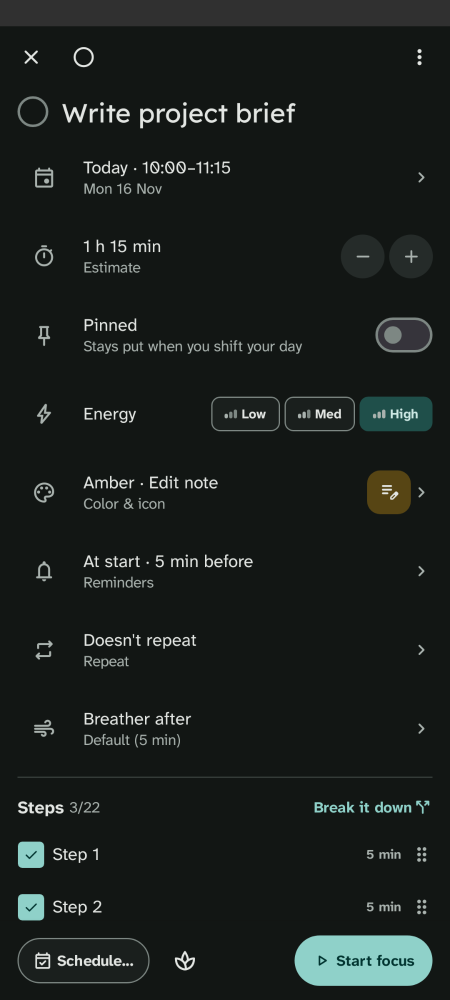 Write project brief
Today · 10:00–11:15
Mon 16 Nov
1 h 15 min
Estimate
Pinned
Stays put when you shift your day
Energy
Low
Med
High
Amber · Edit note
Color & icon
At start · 5 min before
Reminders
Doesn't repeat
Repeat
Breather after
Default (5 min)
Steps 3/22
Break it down
Step 1
5 min
Step 2
5 min
Schedule...
Start focus